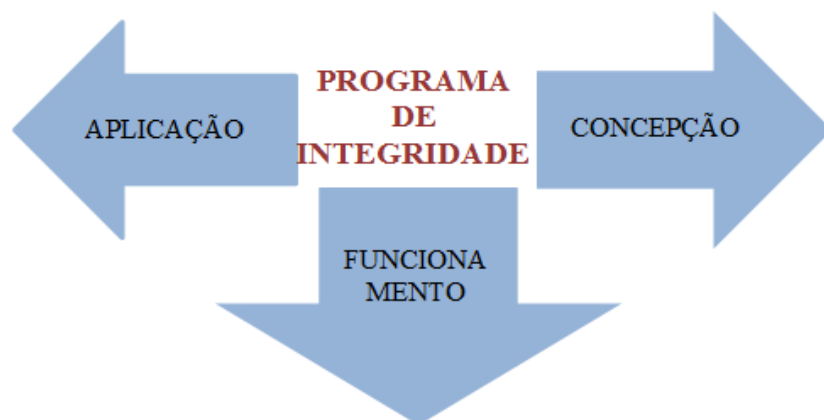 PROGRAMA
DE
INTEGRIDADE
APLICAÇÃO
CONCEPÇÃO
FUNCIONA
MENTO